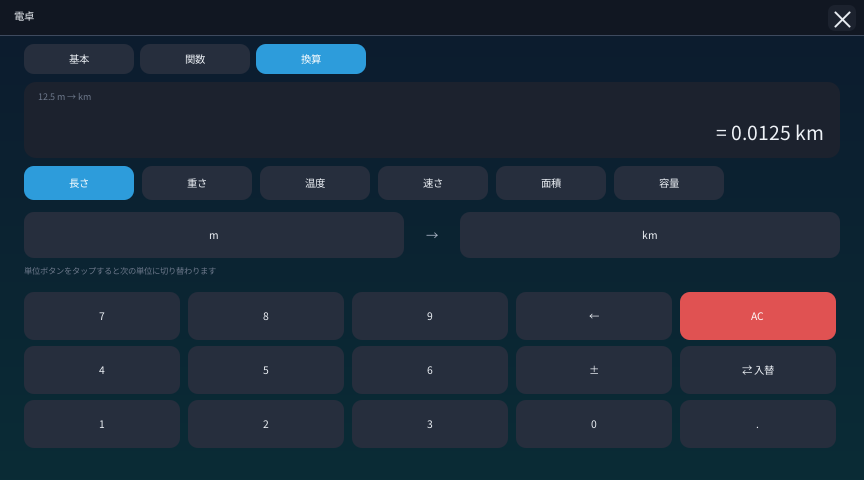 電卓
基本 関数 換算
12.5 m → km
= 0.0125 km
長さ 重さ 温度 速さ 面積 容量
m → km
単位ボタンをタップすると次の単位に切り替わります
7 8 9 ← AC
4 5 6 ± ⇄ 入替
1 2 3 0 .